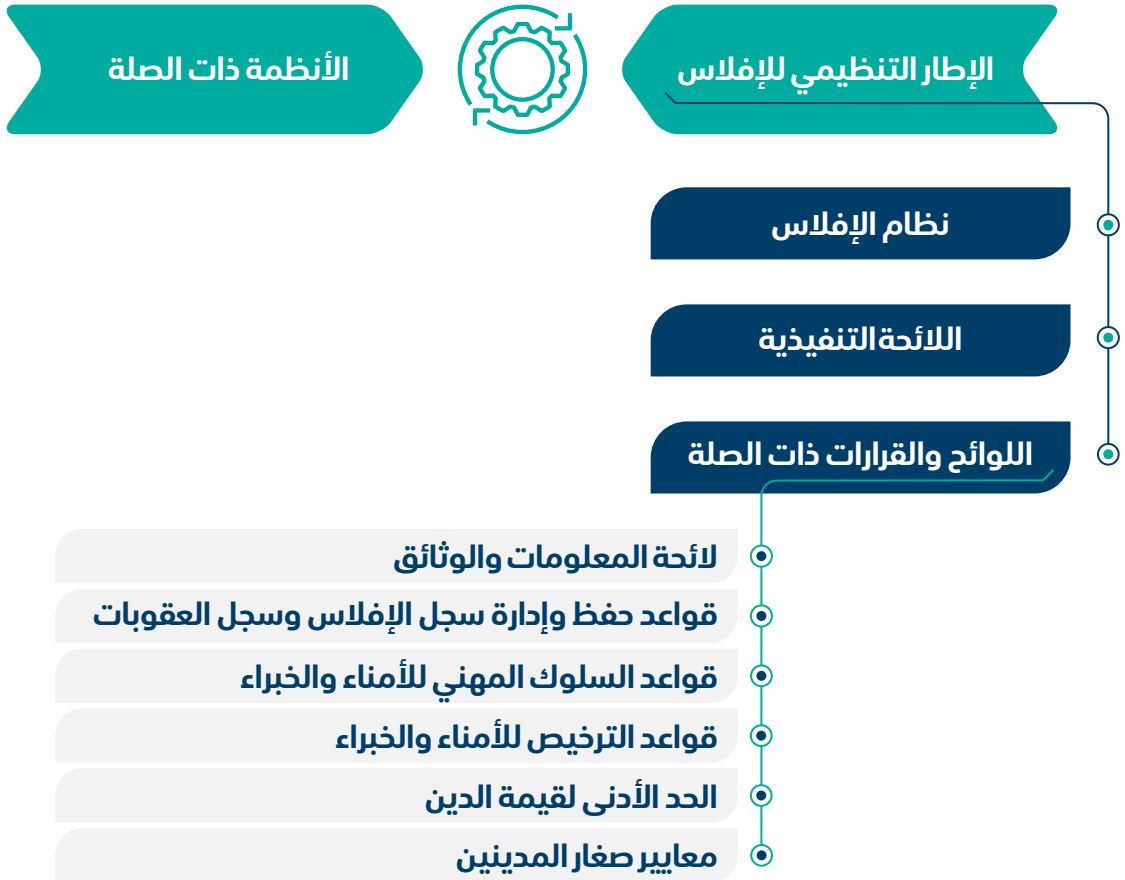 الإطار التنظيمي للإفلاس
الأنظمة ذات الصلة
نظام الإفلاس
اللائحة التنفيذية
اللوائح والقرارات ذات الصلة
لائحة المعلومات والوثائق
قواعد حفظ وإدارة سجل الإفلاس وسجل العقوبات
قواعد السلوك المهني للأمناء والخبراء
قواعد الترخيص للأمناء والخبراء
الحد الأدنى لقيمة الدين
معايير صغار المدينين